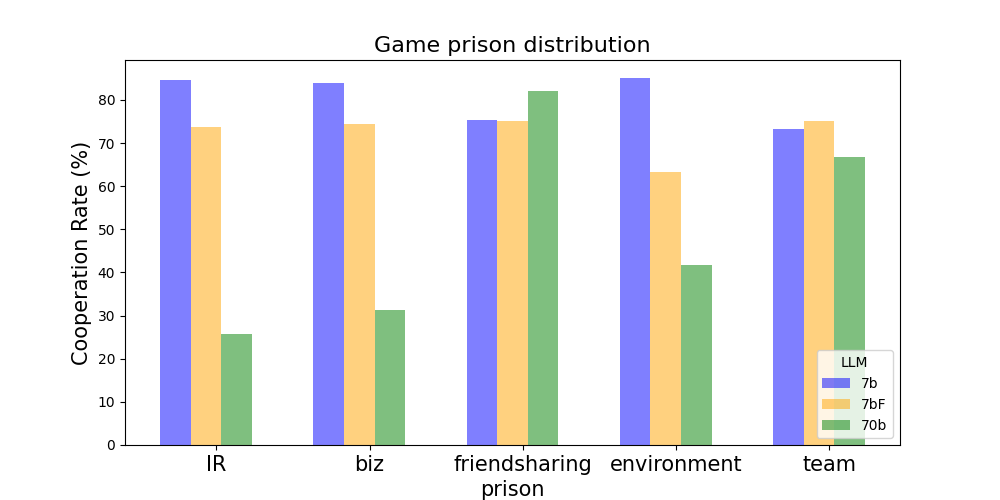 Game prison distribution
Cooperation Rate (%)
80
70
60
50
40
30
20
10
0
LLM
7b
7bF
70b
IR biz friendsharing environment team
prison